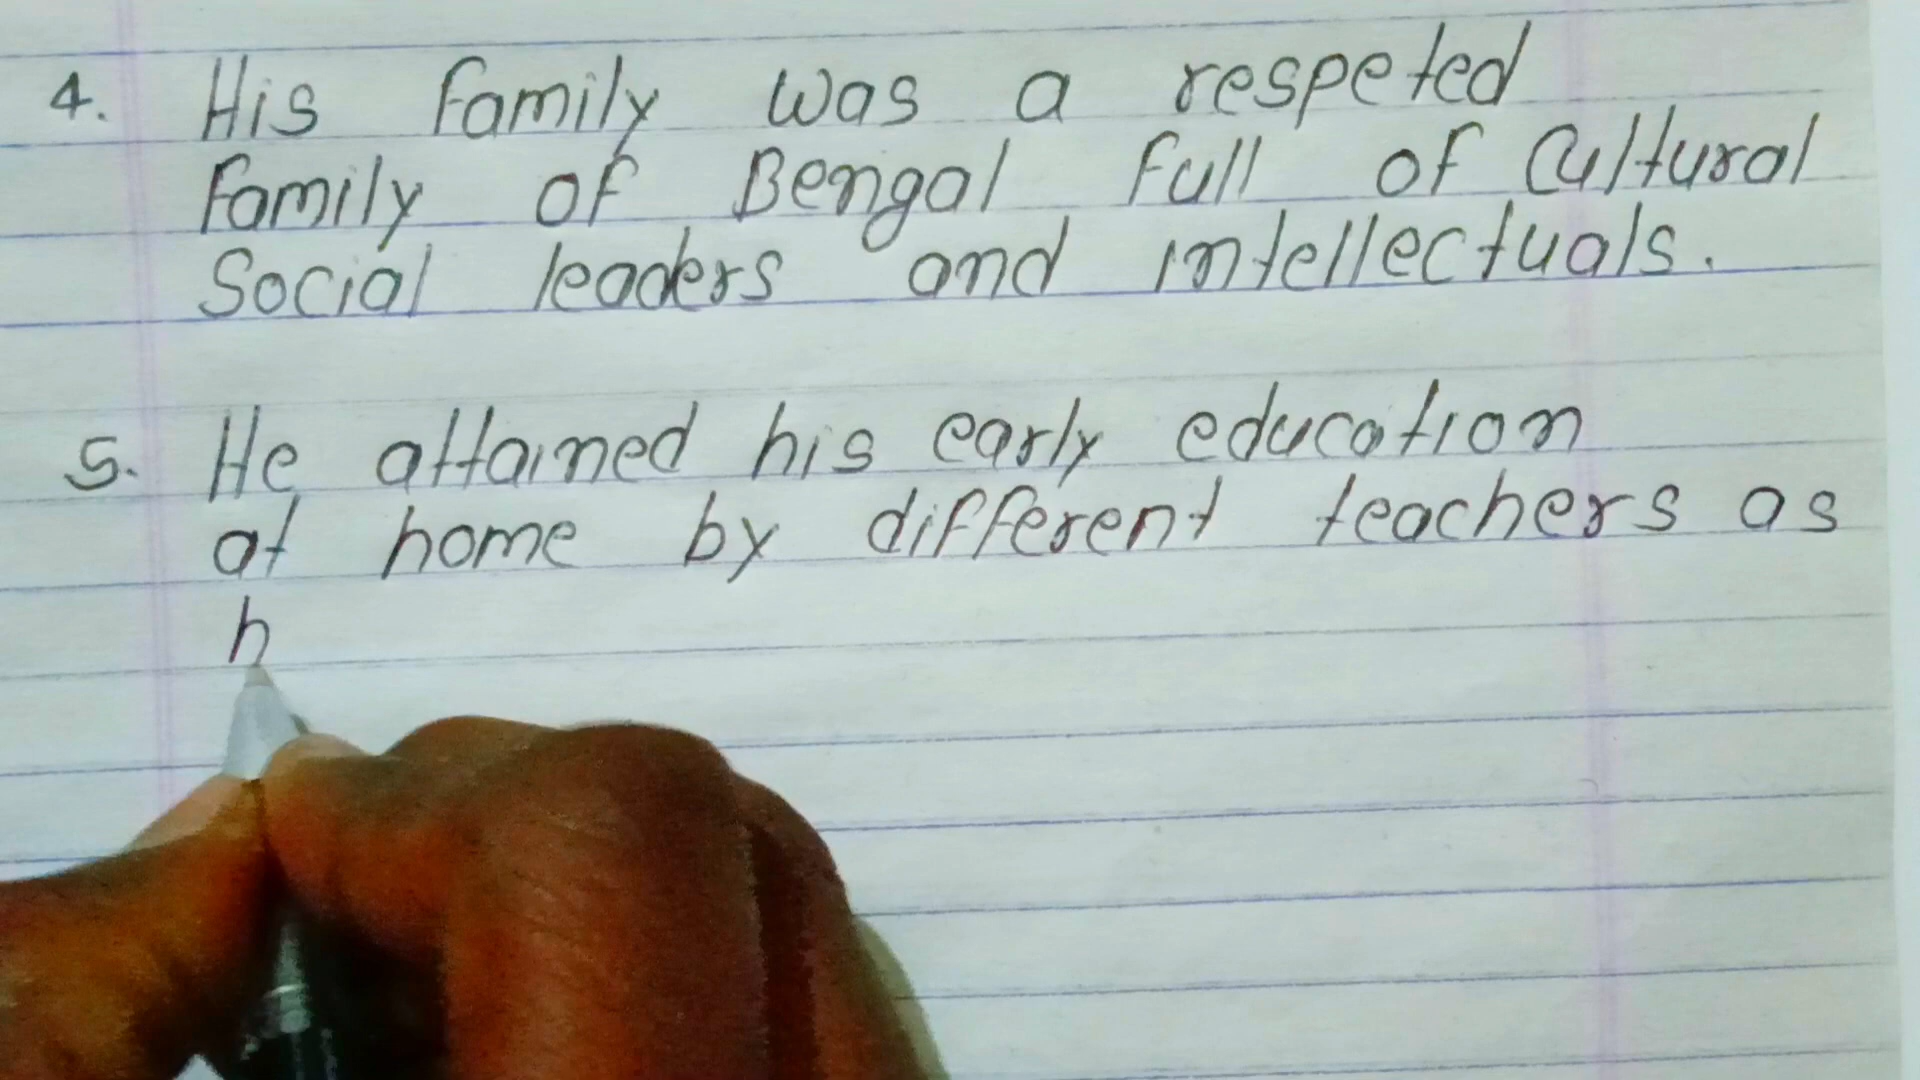 4. His family was a respeted
family of Bengal full of Cultural
Social leaders and intellectuals.
5. He attained his early education
at home by different teachers as
h